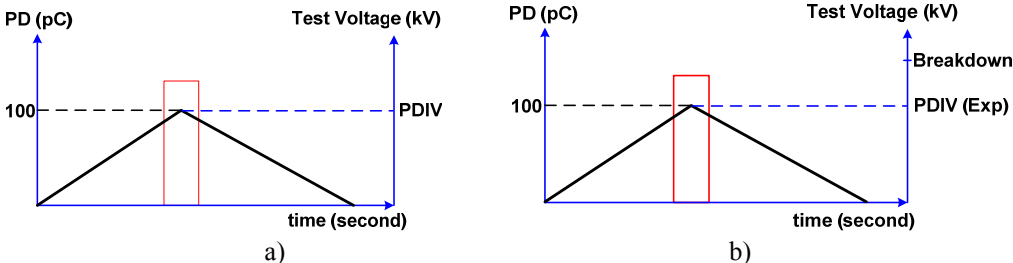 PD (pC)
Test Voltage (kV)
100
PDIV
time (second)
a)
PD (pC)
Test Voltage (kV)
Breakdown
100
PDIV (Exp)
time (second)
b)